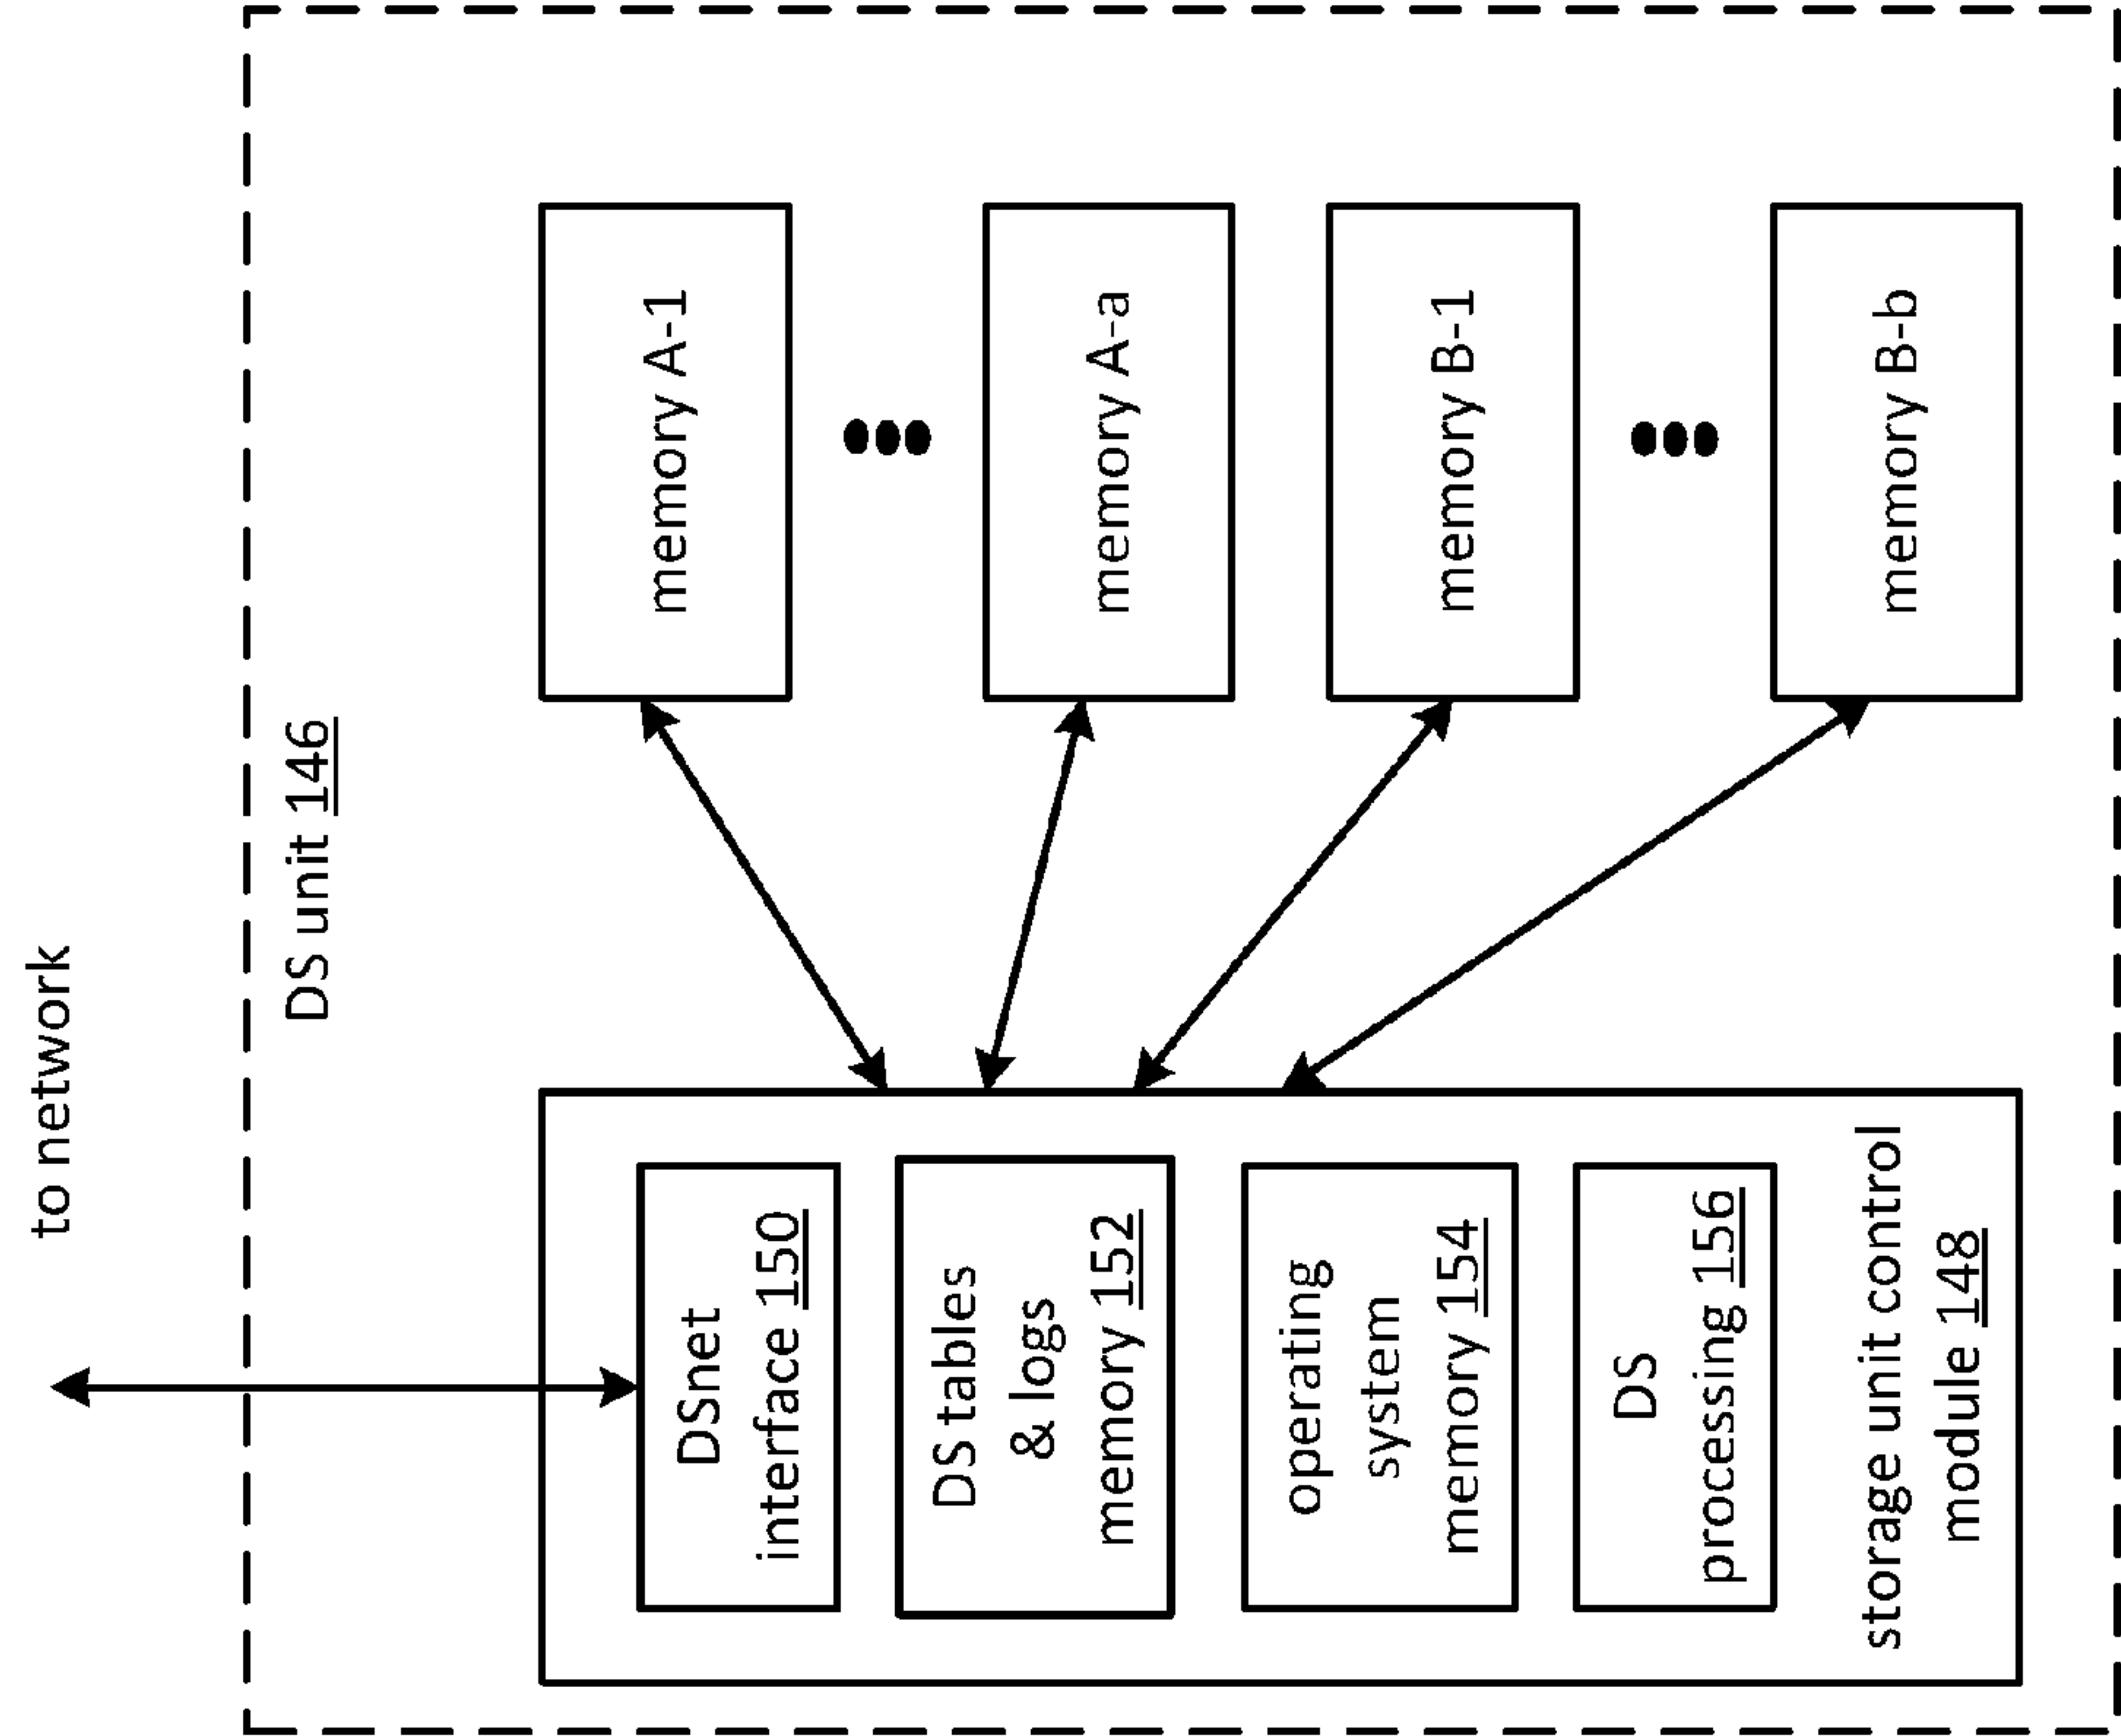 to network
DS unit 146
DSnet
interface 150
DS tables
& logs
memory 152
operating
system
memory 154
DS
processing 156
storage unit control
module 148
memory A-1
memory A-a
memory B-1
memory B-b